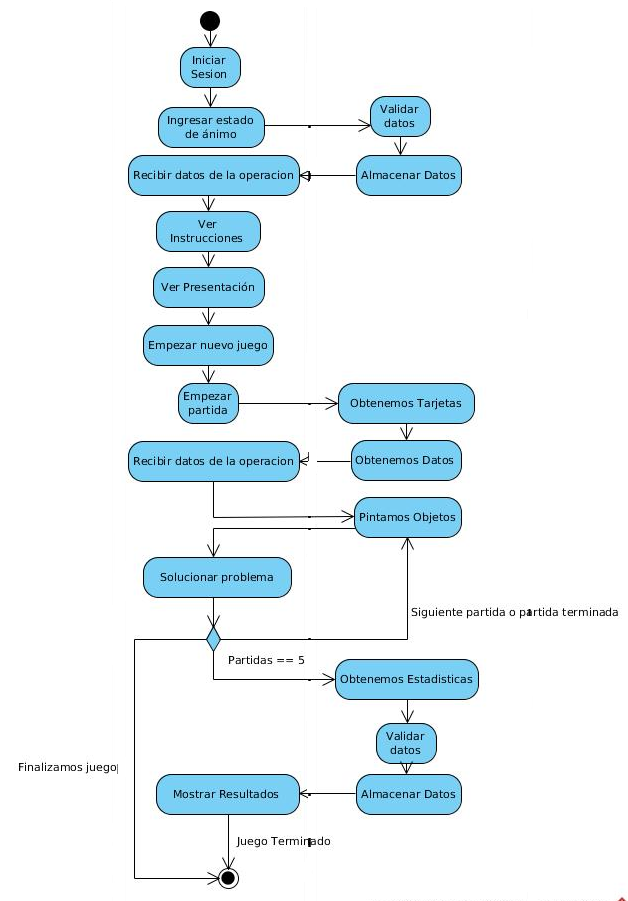 Iniciar
Sesion
Ingresar estado
de ánimo
Validar
datos
Recibir datos de la operacion
Almacenar Datos
Ver
Instrucciones
Ver Presentación
Empezar nuevo juego
Empezar
partida
Obtenemos Tarjetas
Recibir datos de la operacion
Obtenemos Datos
Pintamos Objetos
Solucionar problema
Siguiente partida o partida terminada
Partidas == 5
Obtenemos Estadisticas
Validar
datos
Finalizamos juego
Mostrar Resultados
Almacenar Datos
Juego Terminado